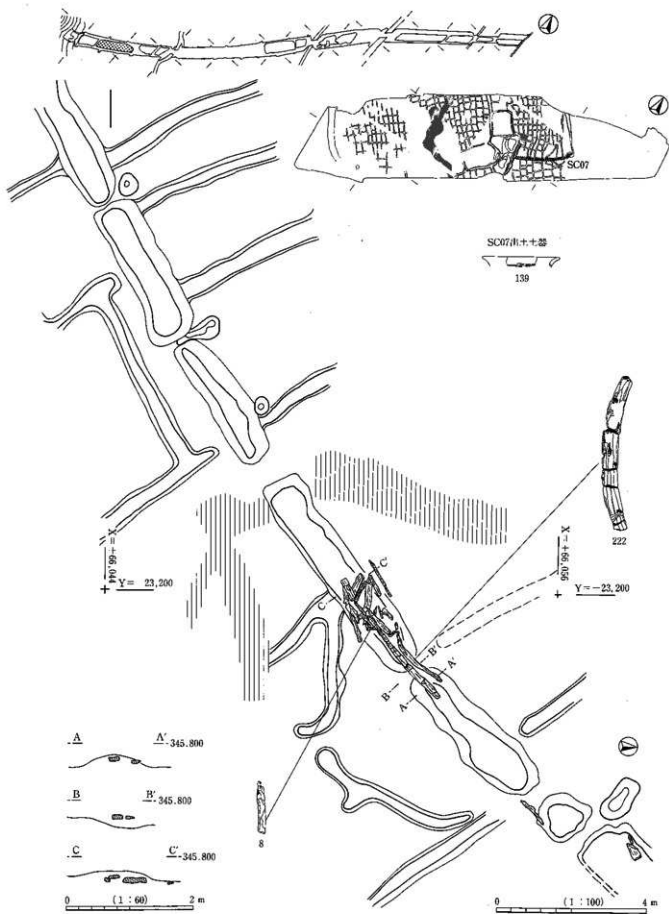 SC07
SC07出土土器
139
222
X=+66,044
Y= 23,200
X=+66,056
Y=-23,200
C'
C
B'
A'
B
A
A A' 345.800
B B' 345.800
C C' 345.800
8
0 (1:60) 2 m
0 (1:100) 4 m